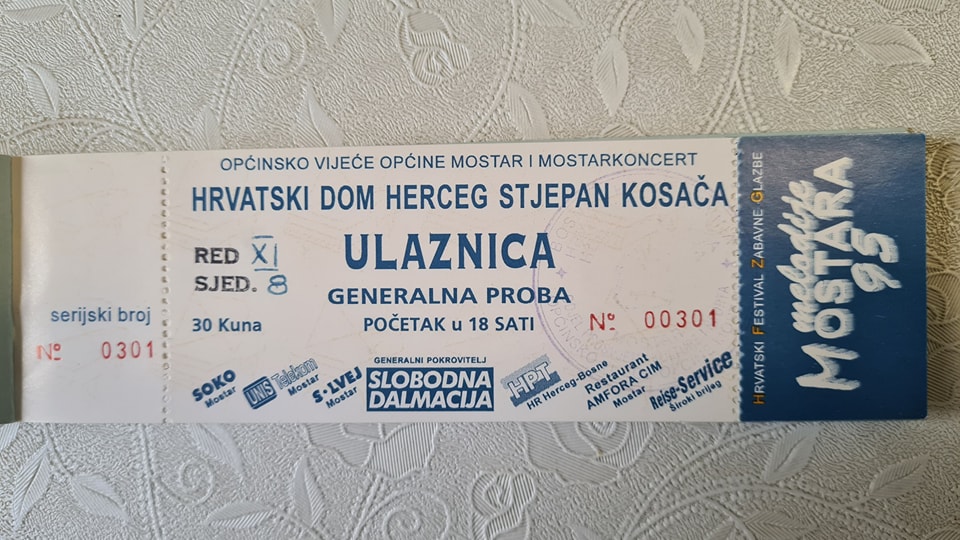 serijski broj
Nº 0301
OPĆINSKO VIJEĆE OPĆINE MOSTAR I MOSTARKONCERT
HRVATSKI DOM HERCEG STJEPAN KOSAČA
RED XI
SJED. 8
ULAZNICA
GENERALNA PROBA
30 Kuna
POČETAK u 18 SATI
Nº 00301
SOKO
Mostar
UNIS Telekom
Mostar
S·LVEJ
Mostar
GENERALNI POKROVITELJ
SLOBODNA
DALMACIJA
HPT
HR Herceg-Bosne
Restaurant
AMFORA CIM
Mostar
Reise-Service
Široki brijeg
HRVATSKI FESTIVAL ZABAVNE GLAZBE
melodije
MOSTARA
95